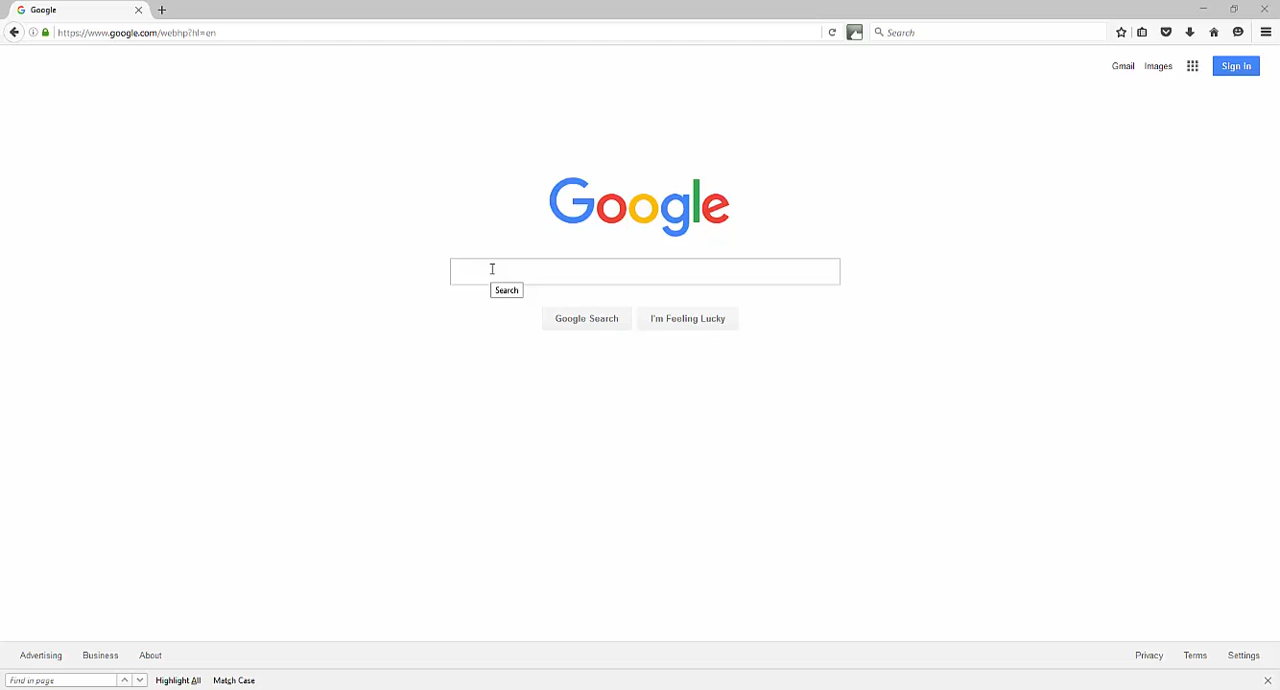 Google
https://www.google.com/webhp?hl=en
Search
Gmail Images Sign In
Google
Search
Google Search I'm Feeling Lucky
Advertising Business About Privacy Terms Settings
Find in page Highlight All Match Case